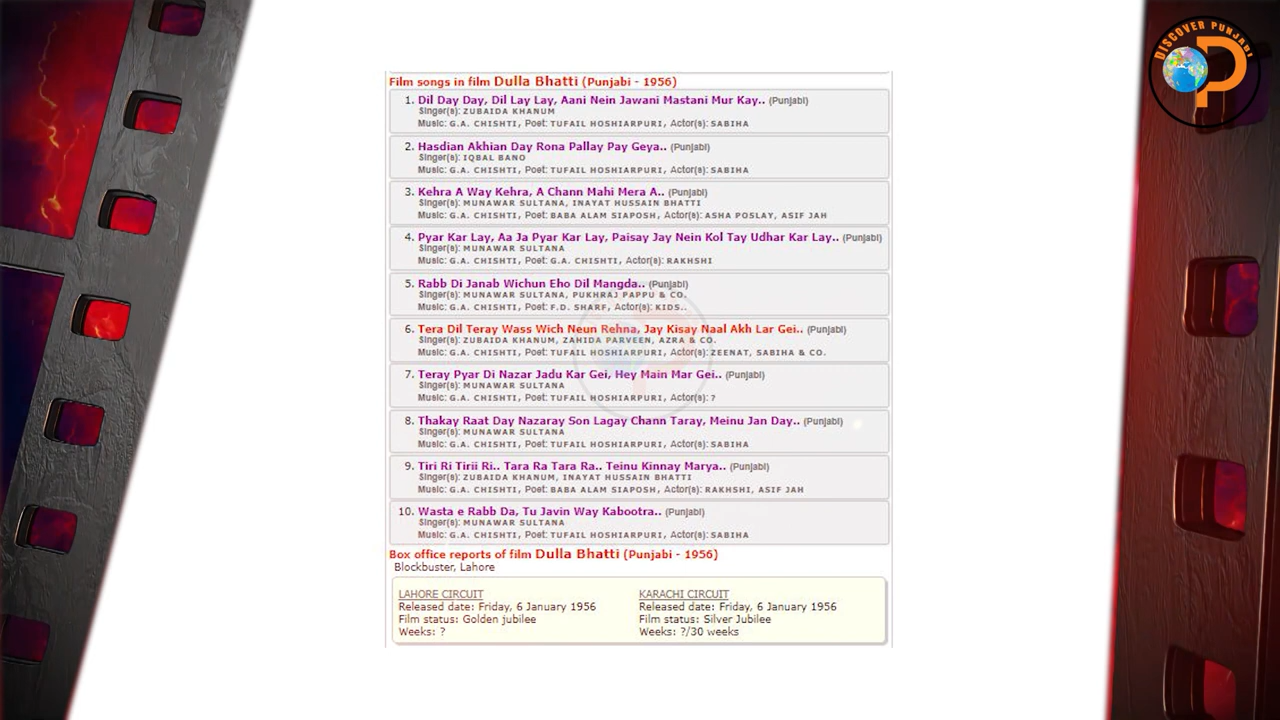 DISCOVER PUNJABI
Film songs in film Dulla Bhatti (Punjabi - 1956)
1. Dil Day Day, Dil Lay Lay, Aani Nein Jawani Mastani Mur Kay.. (Punjabi)
Singer(s): ZUBAIDA KHANUM
Music: G.A. CHISHTI, Poet: TUFAIL HOSHIARPURI, Actor(s): SABIHA
2. Hasdian Akhian Day Rona Pallay Pay Geya.. (Punjabi)
Singer(s): IQBAL BANO
Music: G.A. CHISHTI, Poet: TUFAIL HOSHIARPURI, Actor(s): SABIHA
3. Kehra A Way Kehra, A Chann Mahi Mera A.. (Punjabi)
Singer(s): MUNAWAR SULTANA, INAYAT HUSSAIN BHATTI
Music: G.A. CHISHTI, Poet: BABA ALAM SIAPOSH, Actor(s): ASHA POSLAY, ASIF JAH
4. Pyar Kar Lay, Aa Ja Pyar Kar Lay, Paisay Jay Nein Kol Tay Udhar Kar Lay.. (Punjabi)
Singer(s): MUNAWAR SULTANA
Music: G.A. CHISHTI, Poet: G.A. CHISHTI, Actor(s): RAKHSHI
5. Rabb Di Janab Wichun Eho Dil Mangda.. (Punjabi)
Singer(s): MUNAWAR SULTANA, PUKHRAJ PAPPU & CO.
Music: G.A. CHISHTI, Poet: F.D. SHARF, Actor(s): KIDS..
6. Tera Dil Teray Wass Wich Neun Rehna, Jay Kisay Naal Akh Lar Gei.. (Punjabi)
Singer(s): ZUBAIDA KHANUM, ZAHIDA PARVEEN, AZRA & CO.
Music: G.A. CHISHTI, Poet: TUFAIL HOSHIARPURI, Actor(s): ZEENAT, SABIHA & CO.
7. Teray Pyar Di Nazar Jadu Kar Gei, Hey Main Mar Gei.. (Punjabi)
Singer(s): MUNAWAR SULTANA
Music: G.A. CHISHTI, Poet: TUFAIL HOSHIARPURI, Actor(s): ?
8. Thakay Raat Day Nazaray Son Lagay Chann Taray, Meinu Jan Day.. (Punjabi)
Singer(s): MUNAWAR SULTANA
Music: G.A. CHISHTI, Poet: TUFAIL HOSHIARPURI, Actor(s): SABIHA
9. Tiri Ri Tirii Ri.. Tara Ra Tara Ra.. Teinu Kinnay Marya.. (Punjabi)
Singer(s): ZUBAIDA KHANUM, INAYAT HUSSAIN BHATTI
Music: G.A. CHISHTI, Poet: BABA ALAM SIAPOSH, Actor(s): RAKHSHI, ASIF JAH
10. Wasta e Rabb Da, Tu Javin Way Kabootra.. (Punjabi)
Singer(s): MUNAWAR SULTANA
Music: G.A. CHISHTI, Poet: TUFAIL HOSHIARPURI, Actor(s): SABIHA
Box office reports of film Dulla Bhatti (Punjabi - 1956)
Blockbuster, Lahore
LAHORE CIRCUIT
Released date: Friday, 6 January 1956
Film status: Golden jubilee
Weeks: ?
KARACHI CIRCUIT
Released date: Friday, 6 January 1956
Film status: Silver Jubilee
Weeks: ?/30 weeks